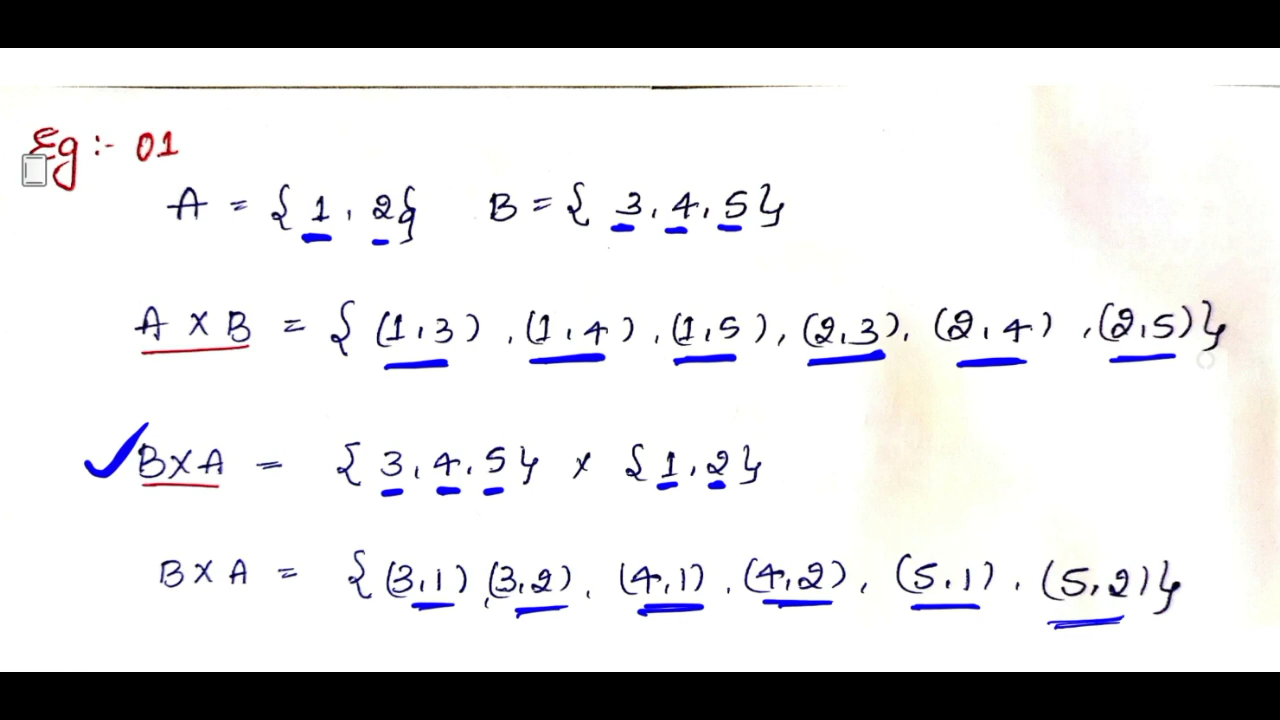 Eg :- 01
A = {1, 2} B = {3, 4, 5}
A X B = {(1,3), (1,4), (1,5), (2,3), (2,4), (2,5)}
BXA = {3,4,5} x {1,2}
B X A = {(3,1), (3,2), (4,1), (4,2), (5,1), (5,2)}